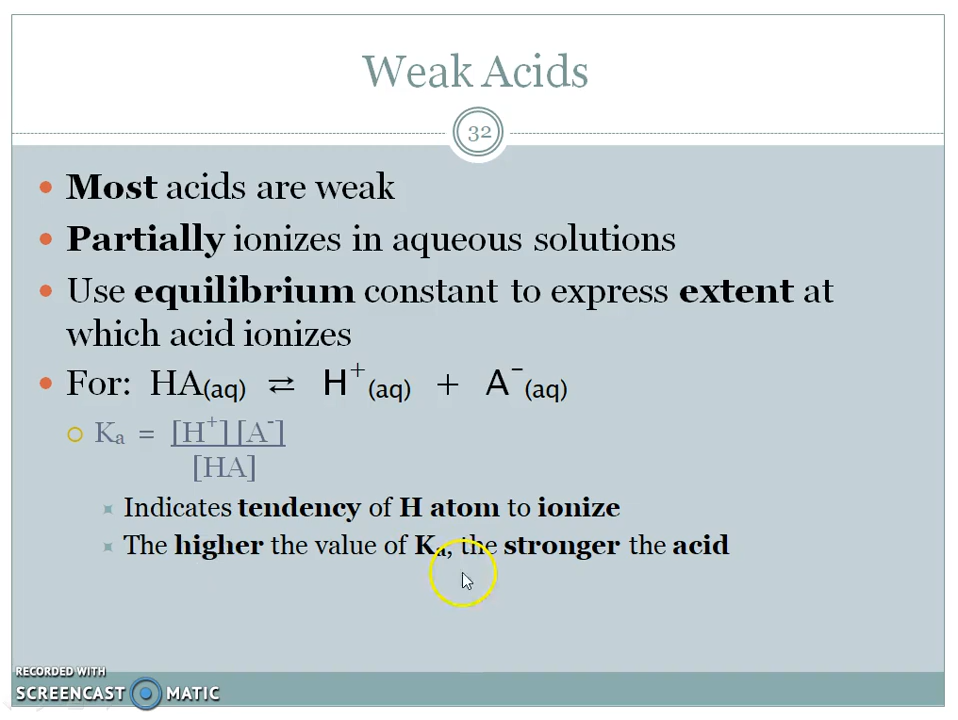 Weak Acids
32
• Most acids are weak
• Partially ionizes in aqueous solutions
• Use equilibrium constant to express extent at
which acid ionizes
• For: HA(aq) ⇄ H⁺(aq) + A⁻(aq)
○ Kₐ = [H⁺] [A⁻]
[HA]
Indicates tendency of H atom to ionize
The higher the value of Kₐ, the stronger the acid
RECORDED WITH
SCREENCAST MATIC